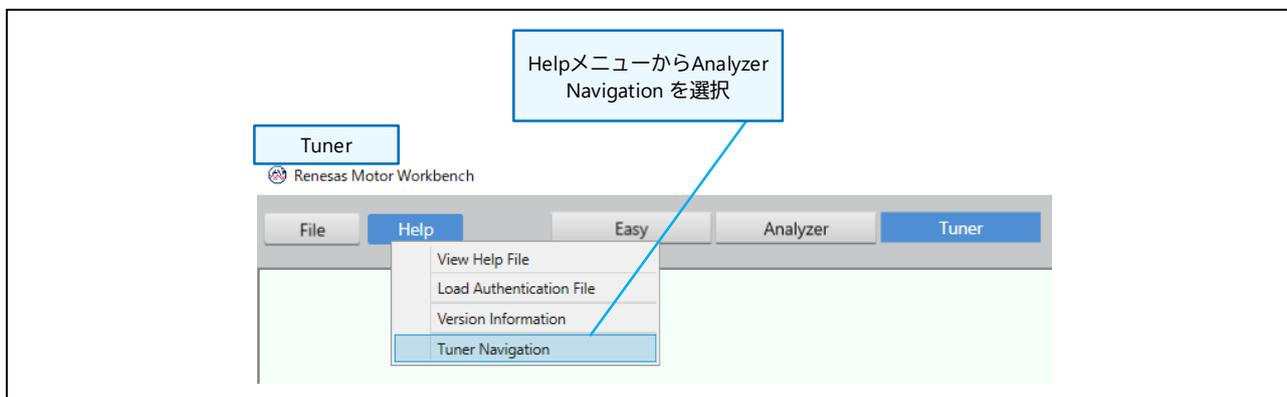 HelpメニューからAnalyzer
Navigation を選択
Tuner
Renesas Motor Workbench
File
Help
Easy
Analyzer
Tuner
View Help File
Load Authentication File
Version Information
Tuner Navigation